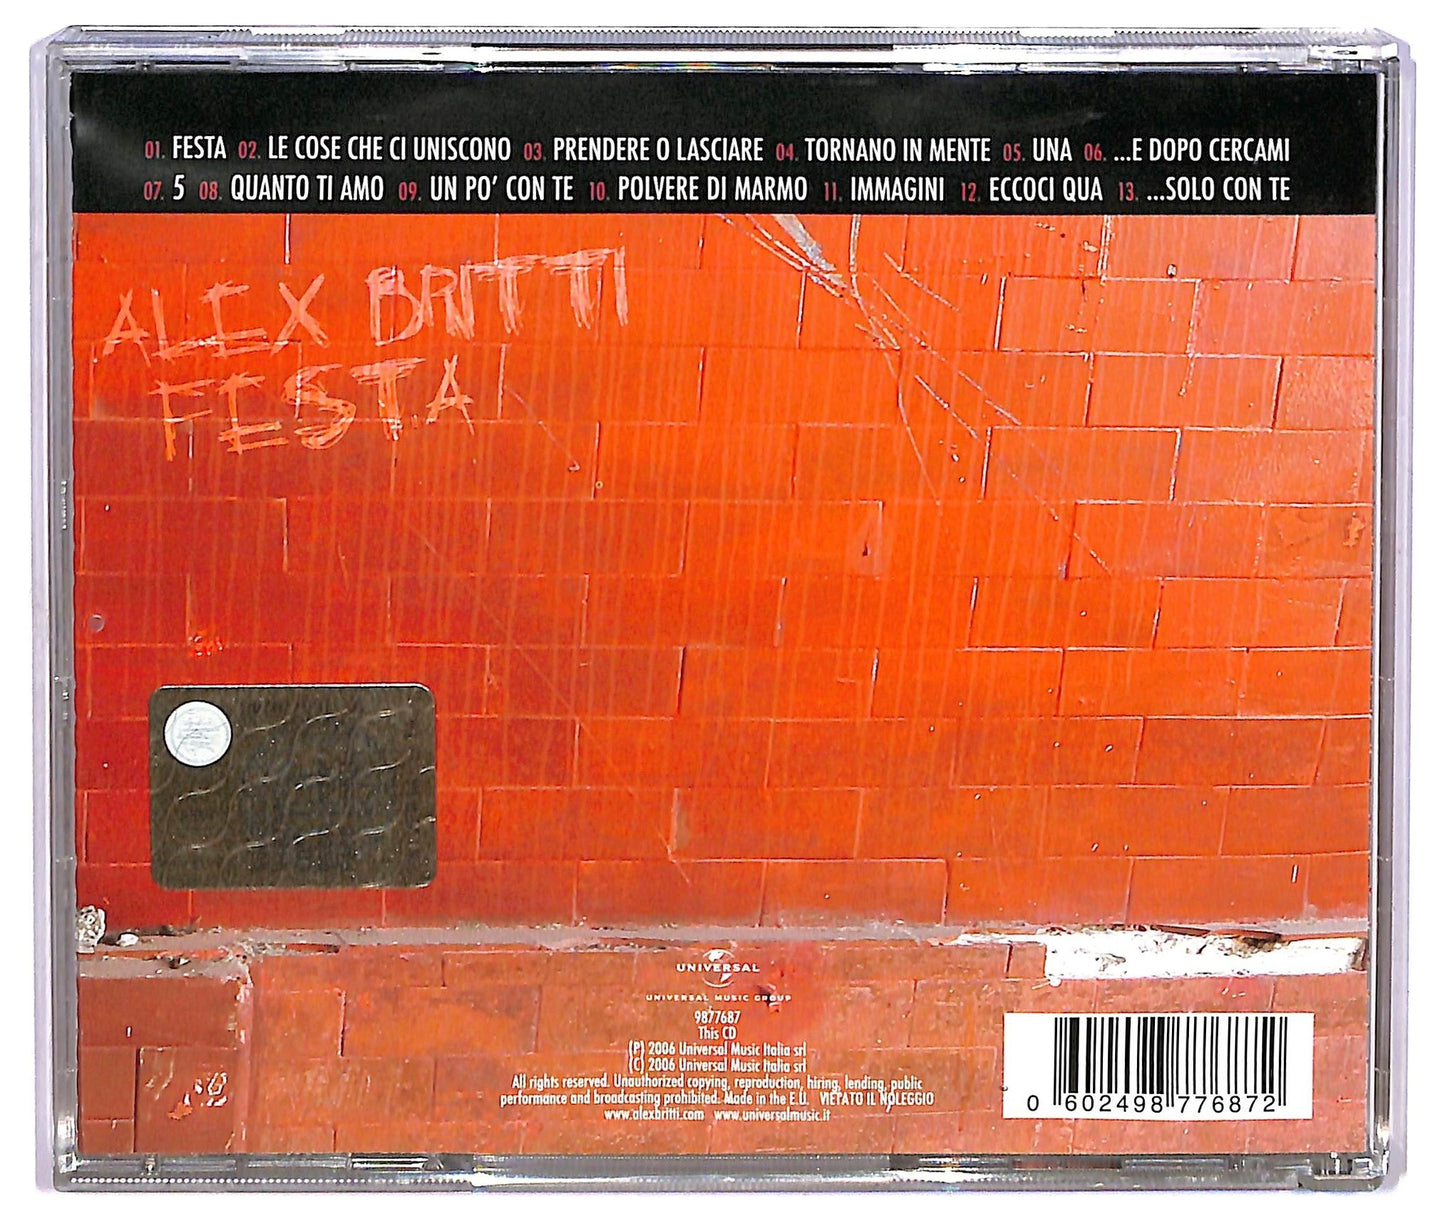 01. FESTA 02. LE COSE CHE CI UNISCONO 03. PRENDERE O LASCIARE 04. TORNANO IN MENTE 05. UNA 06. ...E DOPO CERCAMI
07. 5 08. QUANTO TI AMO 09. UN PO' CON TE 10. POLVERE DI MARMO 11. IMMAGINI 12. ECCOCI QUA 13. ...SOLO CON TE
ALEX BRITTI
FESTA
UNIVERSAL
UNIVERSAL MUSIC GROUP
9877687
This CD
(P) 2006 Universal Music Italia srl
(C) 2006 Universal Music Italia srl
All rights reserved. Unauthorized copying, reproduction, hiring, lending, public
performance and broadcasting prohibited. Made in the E.U. VIETATO IL NOLEGGIO
www.alexbritti.com www.universalmusic.it
0 602498 776872